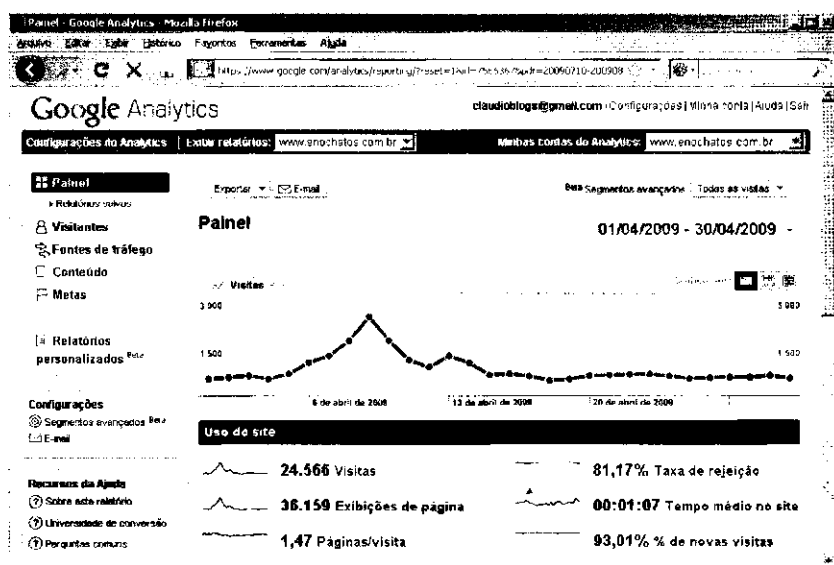 Painel - Google Analytics - Mozilla Firefox
Arquivo Editar Exibir Histórico Favoritos Ferramentas Ajuda
Google Analytics
claudioblogs@gmail.com Configurações | Minha conta | Ajuda | Sair
Configurações do Analytics Exibir relatórios: www.enochatos.com.br Minhas contas do Analytics: www.enochatos.com.br
Painel
Relatórios salvos
Visitantes
Fontes de tráfego
Conteúdo
Metas
Relatórios
personalizados Beta
Configurações
Segmentos avançados Beta
E-mail
Recursos da Ajuda
Sobre este relatório
Universidade de conversão
Perguntas comuns
Exportar E-mail
Beta Segmentos avançados: Todas as visitas
Painel
01/04/2009 - 30/04/2009
Visitas
3.000 3.000
1.500 1.500
6 de abril de 2009 13 de abril de 2009 20 de abril de 2009
Uso do site
24.566 Visitas
81,17% Taxa de rejeição
36.159 Exibições de página
00:01:07 Tempo médio no site
1,47 Páginas/visita
93,01% % de novas visitas